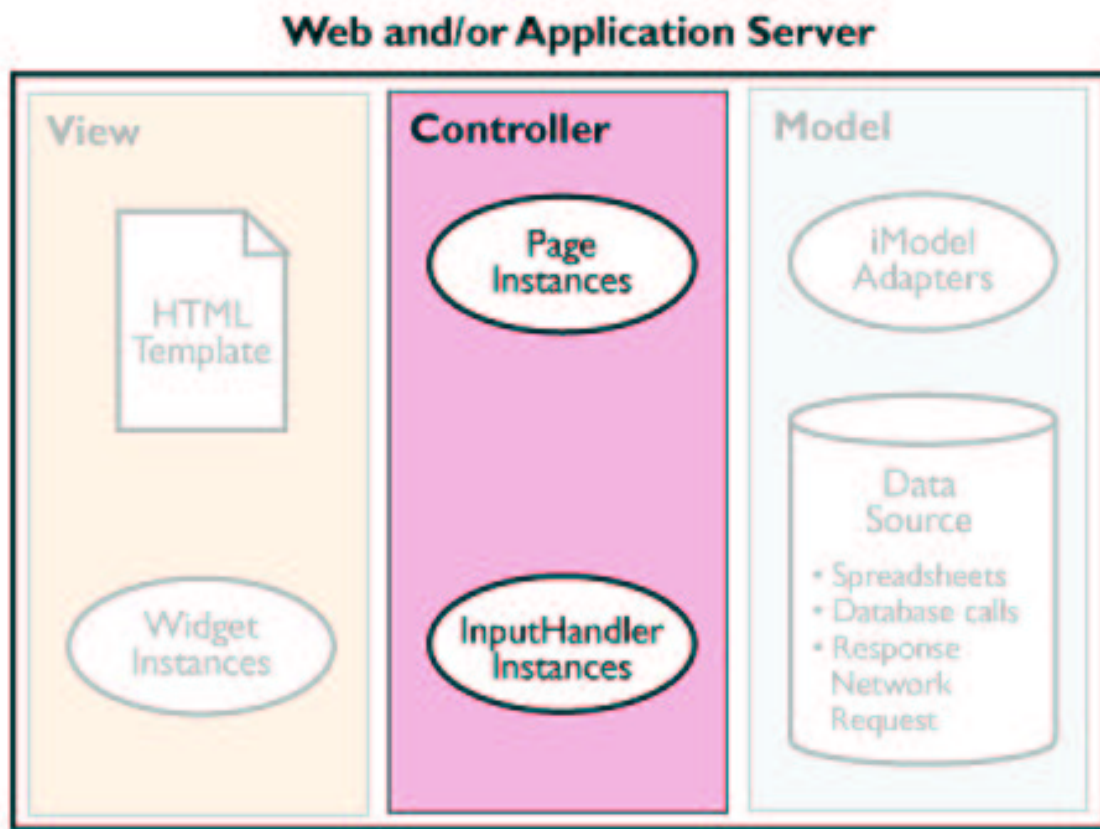 Web and/or Application Server
View
HTML
Template
Widget
Instances
Controller
Page
Instances
InputHandler
Instances
Model
iModel
Adapters
Data
Source
• Spreadsheets
• Database calls
• Response
Network
Request